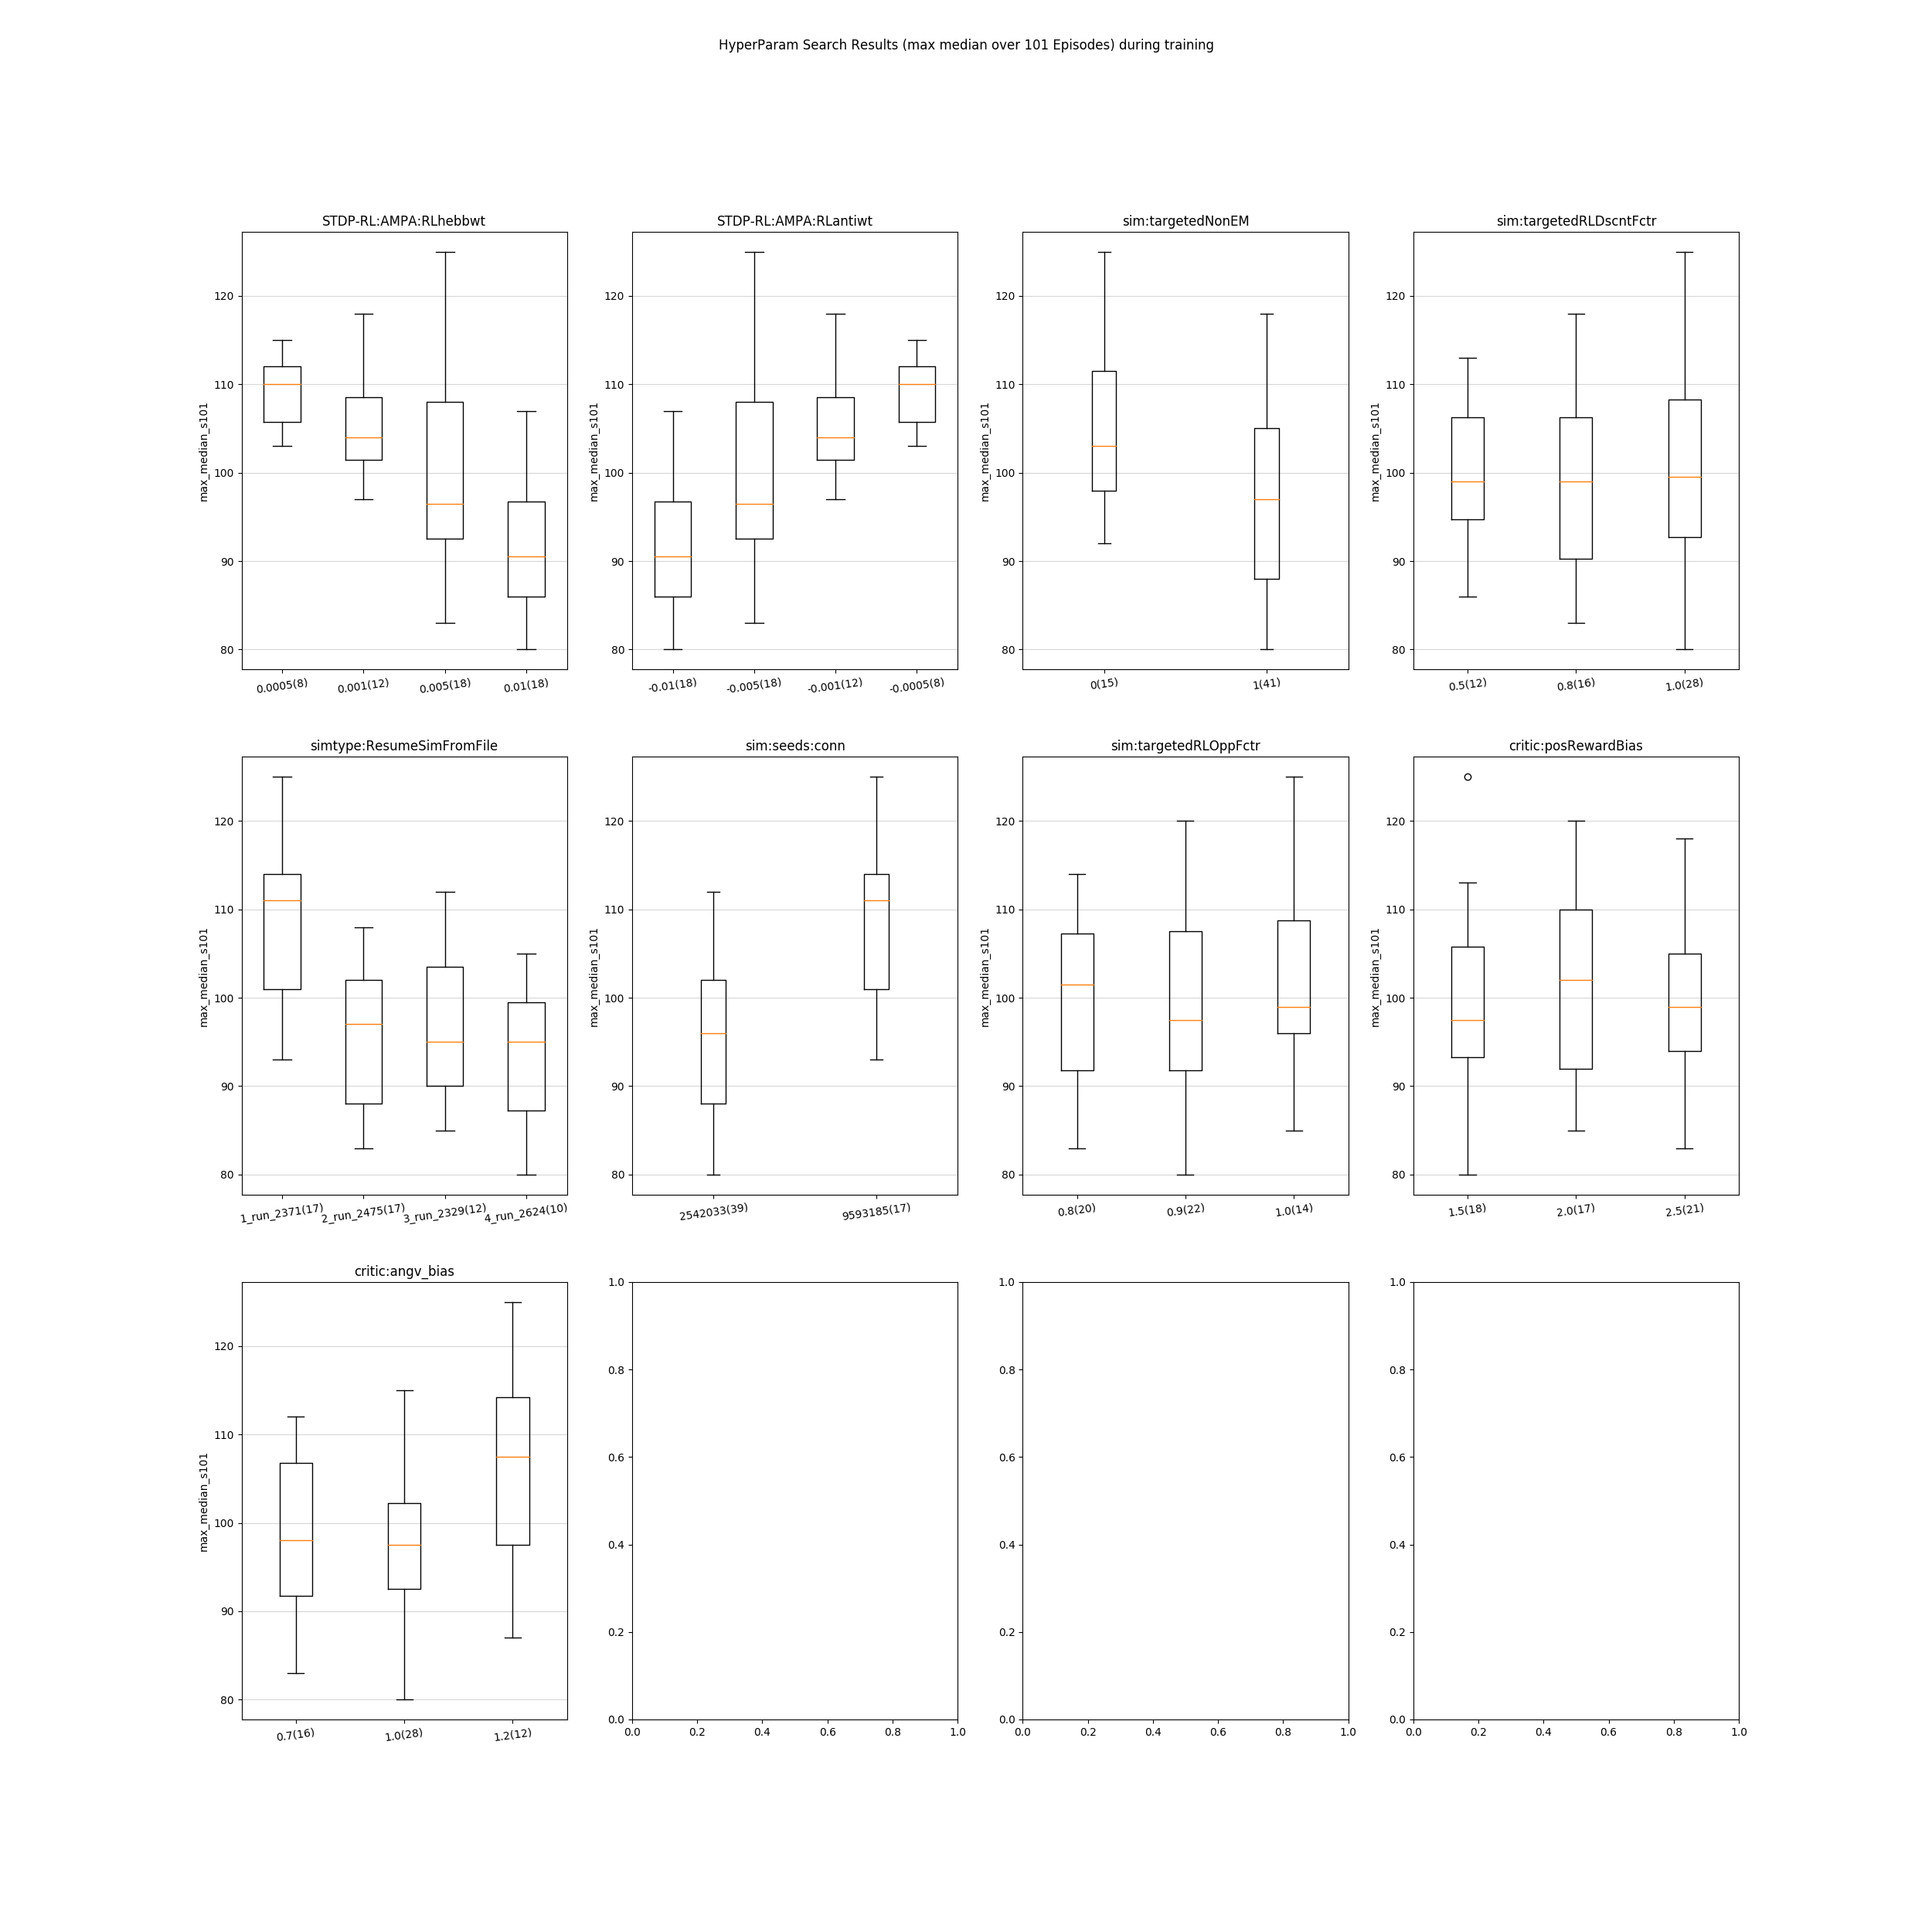 HyperParam Search Results (max median over 101 Episodes) during training
STDP-RL:AMPA:RLhebbwt
max_median_s101
120
110
100
90
80
0.0005(8) 0.001(12) 0.005(18) 0.01(18)
STDP-RL:AMPA:RLantiwt
max_median_s101
120
110
100
90
80
-0.01(18) -0.005(18) -0.001(12) -0.0005(8)
sim:targetedNonEM
max_median_s101
120
110
100
90
80
0(15) 1(41)
sim:targetedRLDscntFctr
max_median_s101
120
110
100
90
80
0.5(12) 0.8(16) 1.0(28)
simtype:ResumeSimFromFile
max_median_s101
120
110
100
90
80
1_run_2371(17) 2_run_2475(17) 3_run_2329(12) 4_run_2624(10)
sim:seeds:conn
max_median_s101
120
110
100
90
80
2542033(39) 9593185(17)
sim:targetedRLOppFctr
max_median_s101
120
110
100
90
80
0.8(20) 0.9(22) 1.0(14)
critic:posRewardBias
max_median_s101
120
110
100
90
80
1.5(18) 2.0(17) 2.5(21)
critic:angv_bias
max_median_s101
120
110
100
90
80
0.7(16) 1.0(28) 1.2(12)
1.0
0.8
0.6
0.4
0.2
0.0
0.0 0.2 0.4 0.6 0.8 1.0
1.0
0.8
0.6
0.4
0.2
0.0
0.0 0.2 0.4 0.6 0.8 1.0
1.0
0.8
0.6
0.4
0.2
0.0
0.0 0.2 0.4 0.6 0.8 1.0